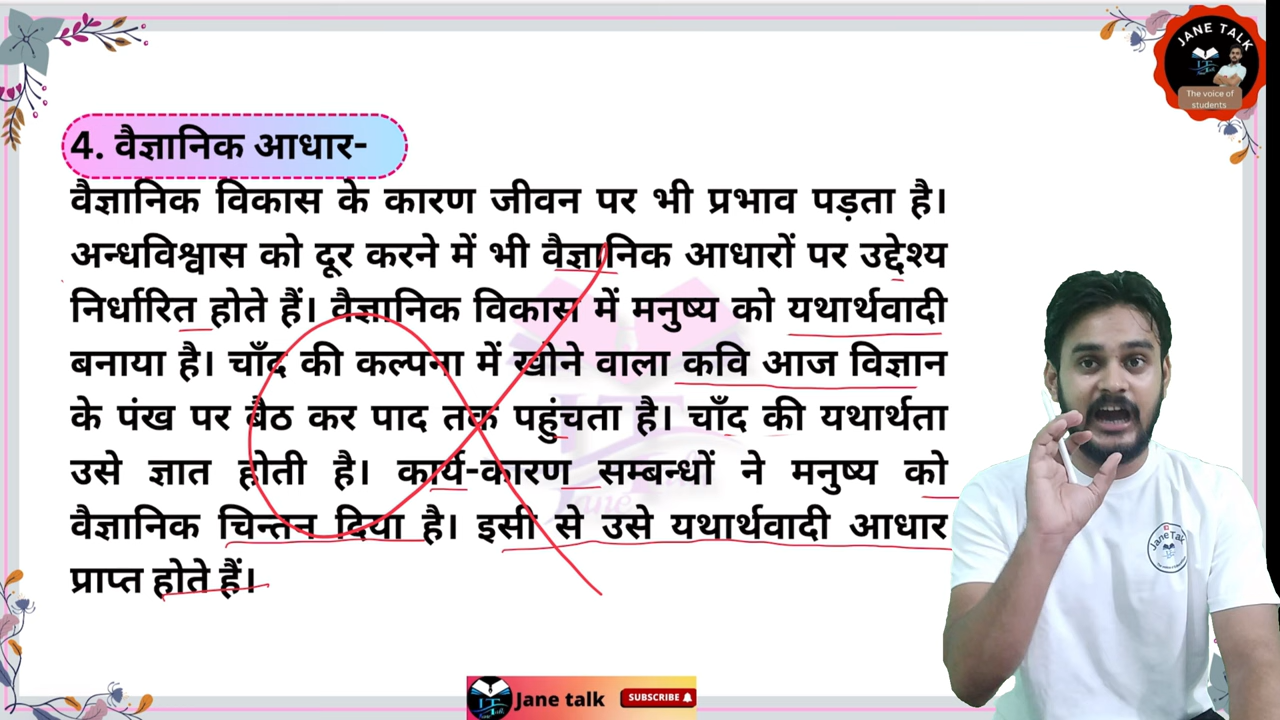 JANE TALK
The voice of
students
4. वैज्ञानिक आधार-
वैज्ञानिक विकास के कारण जीवन पर भी प्रभाव पड़ता है।
अन्धविश्वास को दूर करने में भी वैज्ञानिक आधारों पर उद्देश्य
निर्धारित होते हैं। वैज्ञानिक विकास में मनुष्य को यथार्थवादी
बनाया है। चाँद की कल्पना में खोने वाला कवि आज विज्ञान
के पंख पर बैठ कर पाद तक पहुंचता है। चाँद की यथार्थता
उसे ज्ञात होती है। कार्य-कारण सम्बन्धों ने मनुष्य को
वैज्ञानिक चिन्तन दिया है। इसी से उसे यथार्थवादी आधार
प्राप्त होते हैं।
Jane Talk
Jane talk
SUBSCRIBE